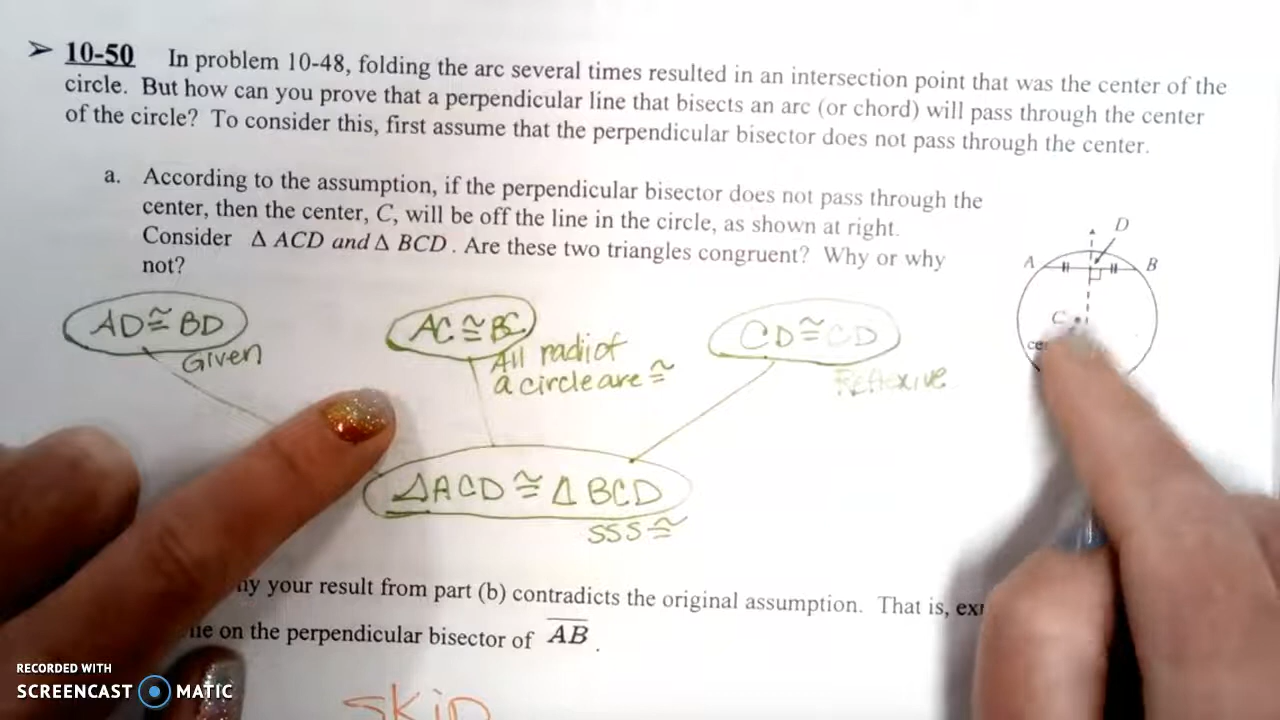 ➤ 10-50 In problem 10-48, folding the arc several times resulted in an intersection point that was the center of the
circle. But how can you prove that a perpendicular line that bisects an arc (or chord) will pass through the center
of the circle? To consider this, first assume that the perpendicular bisector does not pass through the center.
a. According to the assumption, if the perpendicular bisector does not pass through the
center, then the center, C, will be off the line in the circle, as shown at right.
Consider Δ ACD and Δ BCD. Are these two triangles congruent? Why or why
not?
D
A
B
C
AD≅BD
Given
AC≅BC
All radii of
a circle are ≅
CD≅CD
Reflexive
ΔACD ≅ Δ BCD
SSS≅
your result from part (b) contradicts the original assumption. That is,
on the perpendicular bisector of AB.
skip
RECORDED WITH
SCREENCAST MATIC